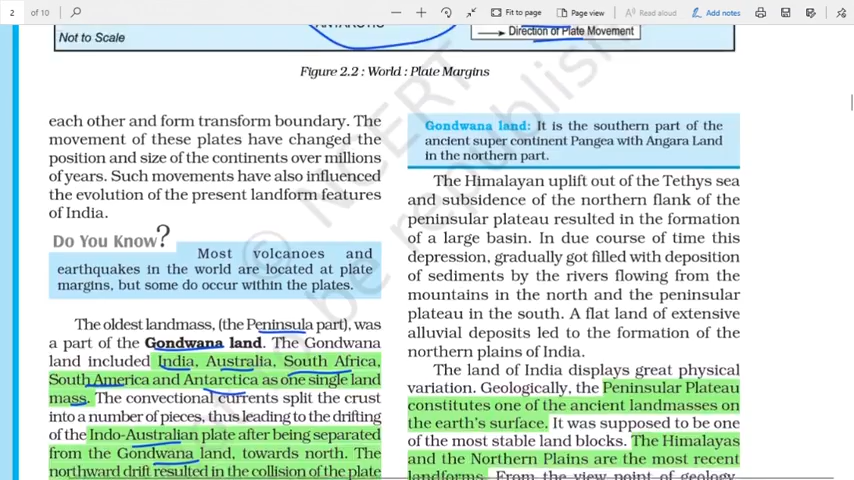 2
of 10
Fit to page
Page view
Read aloud
Add notes
Not to Scale
Direction of Plate Movement
Figure 2.2 : World : Plate Margins
each other and form transform boundary. The
movement of these plates have changed the
position and size of the continents over millions
of years. Such movements have also influenced
the evolution of the present landform features
of India.
Do You Know?
Most volcanoes and
earthquakes in the world are located at plate
margins, but some do occur within the plates.
The oldest landmass, (the Peninsula part), was
a part of the Gondwana land. The Gondwana
land included India, Australia, South Africa,
South America and Antarctica as one single land
mass. The convectional currents split the crust
into a number of pieces, thus leading to the drifting
of the Indo-Australian plate after being separated
from the Gondwana land, towards north. The
northward drift resulted in the collision of the plate
Gondwana land: It is the southern part of the
ancient super continent Pangea with Angara Land
in the northern part.
The Himalayan uplift out of the Tethys sea
and subsidence of the northern flank of the
peninsular plateau resulted in the formation
of a large basin. In due course of time this
depression, gradually got filled with deposition
of sediments by the rivers flowing from the
mountains in the north and the peninsular
plateau in the south. A flat land of extensive
alluvial deposits led to the formation of the
northern plains of India.
The land of India displays great physical
variation. Geologically, the Peninsular Plateau
constitutes one of the ancient landmasses on
the earth's surface. It was supposed to be one
of the most stable land blocks. The Himalayas
and the Northern Plains are the most recent
landforms. From the view point of geology,
© NCERT
be republished